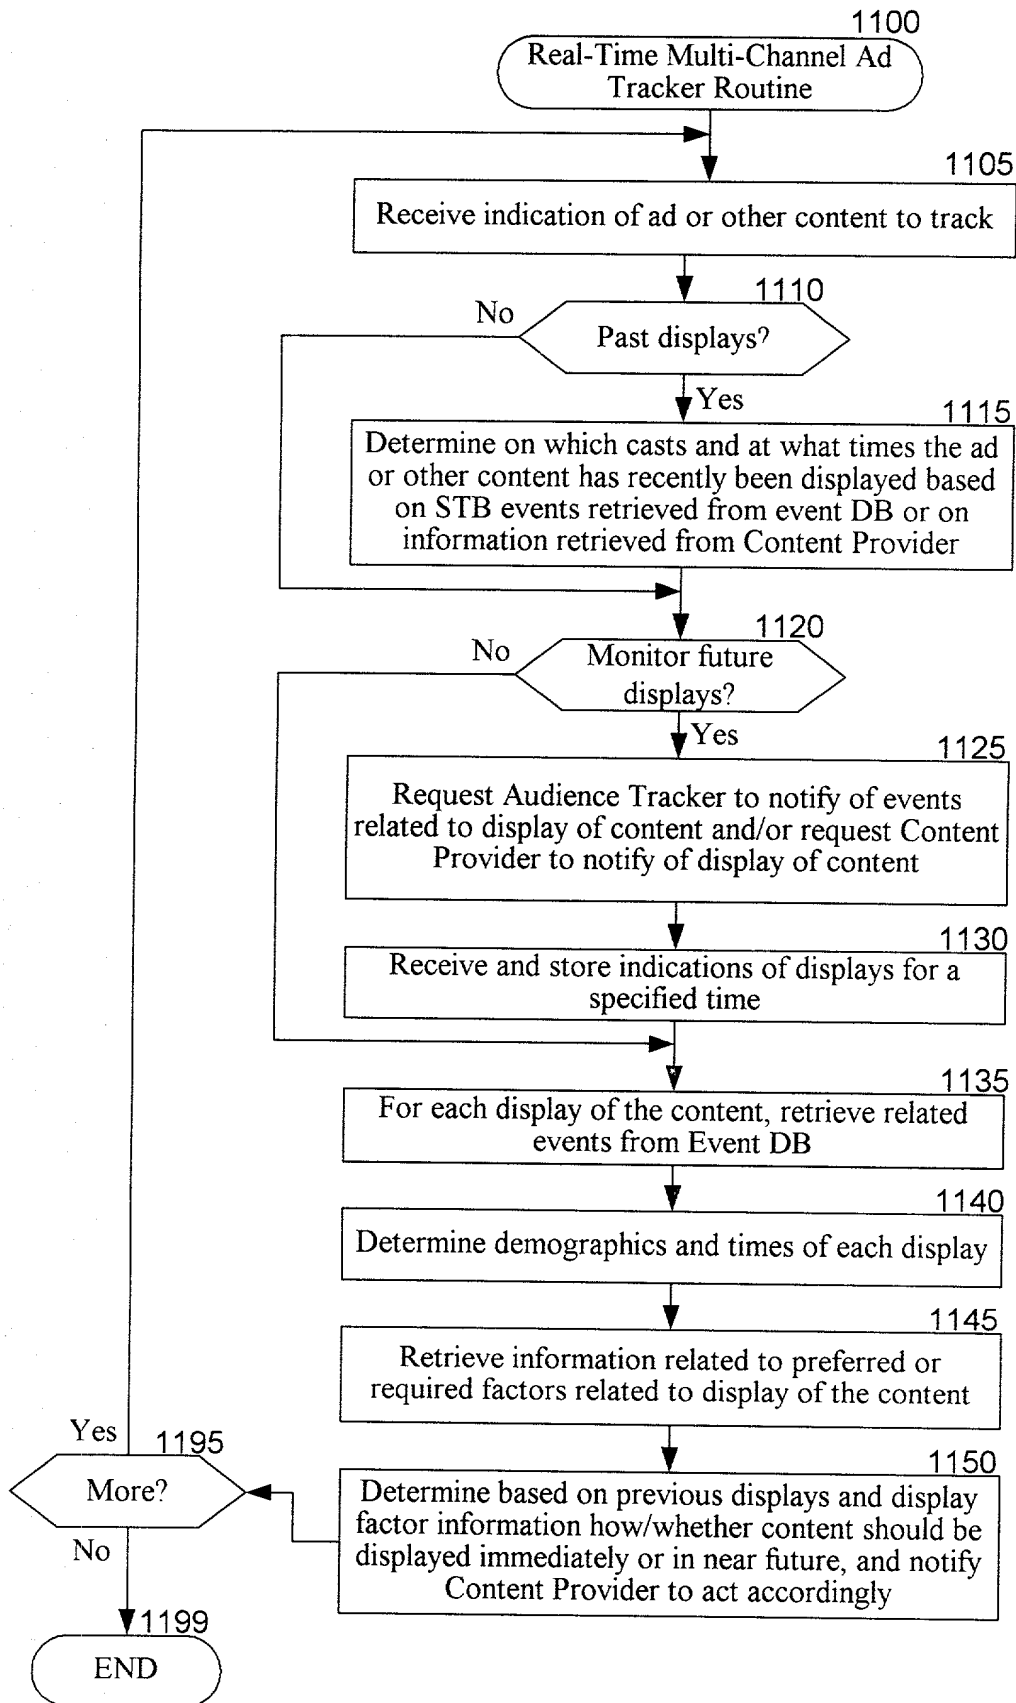 1100
Real-Time Multi-Channel Ad
Tracker Routine
1105
Receive indication of ad or other content to track
1110
No
Past displays?
Yes
1115
Determine on which casts and at what times the ad
or other content has recently been displayed based
on STB events retrieved from event DB or on
information retrieved from Content Provider
1120
No
Monitor future
displays?
Yes
1125
Request Audience Tracker to notify of events
related to display of content and/or request Content
Provider to notify of display of content
1130
Receive and store indications of displays for a
specified time
1135
For each display of the content, retrieve related
events from Event DB
1140
Determine demographics and times of each display
1145
Retrieve information related to preferred or
required factors related to display of the content
Yes
1195
More?
No
1150
Determine based on previous displays and display
factor information how/whether content should be
displayed immediately or in near future, and notify
Content Provider to act accordingly
1199
END